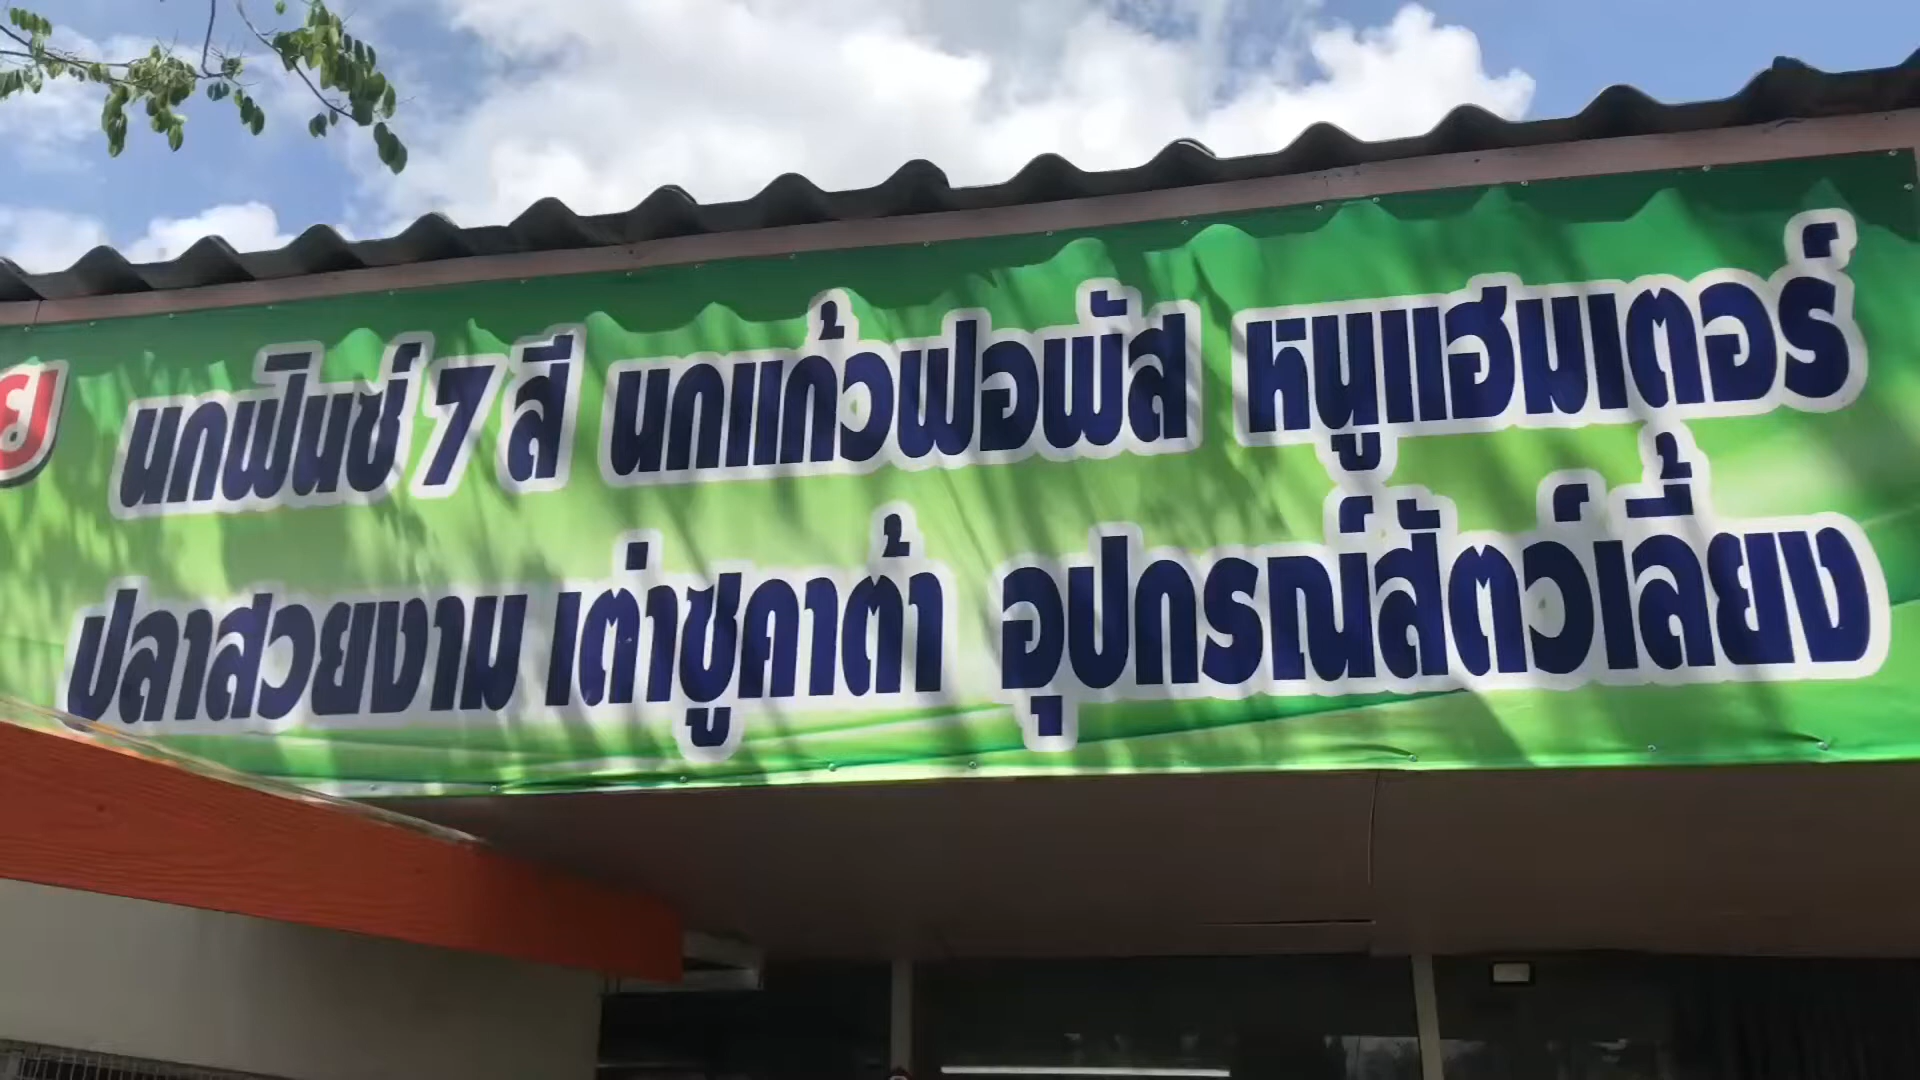 นกฟินซ์ 7 สี นกแก้วฟอพัส หนูแฮมเตอร์
ปลาสวยงาม เต่าซูคาต้า อุปกรณ์สัตว์เลี้ยง